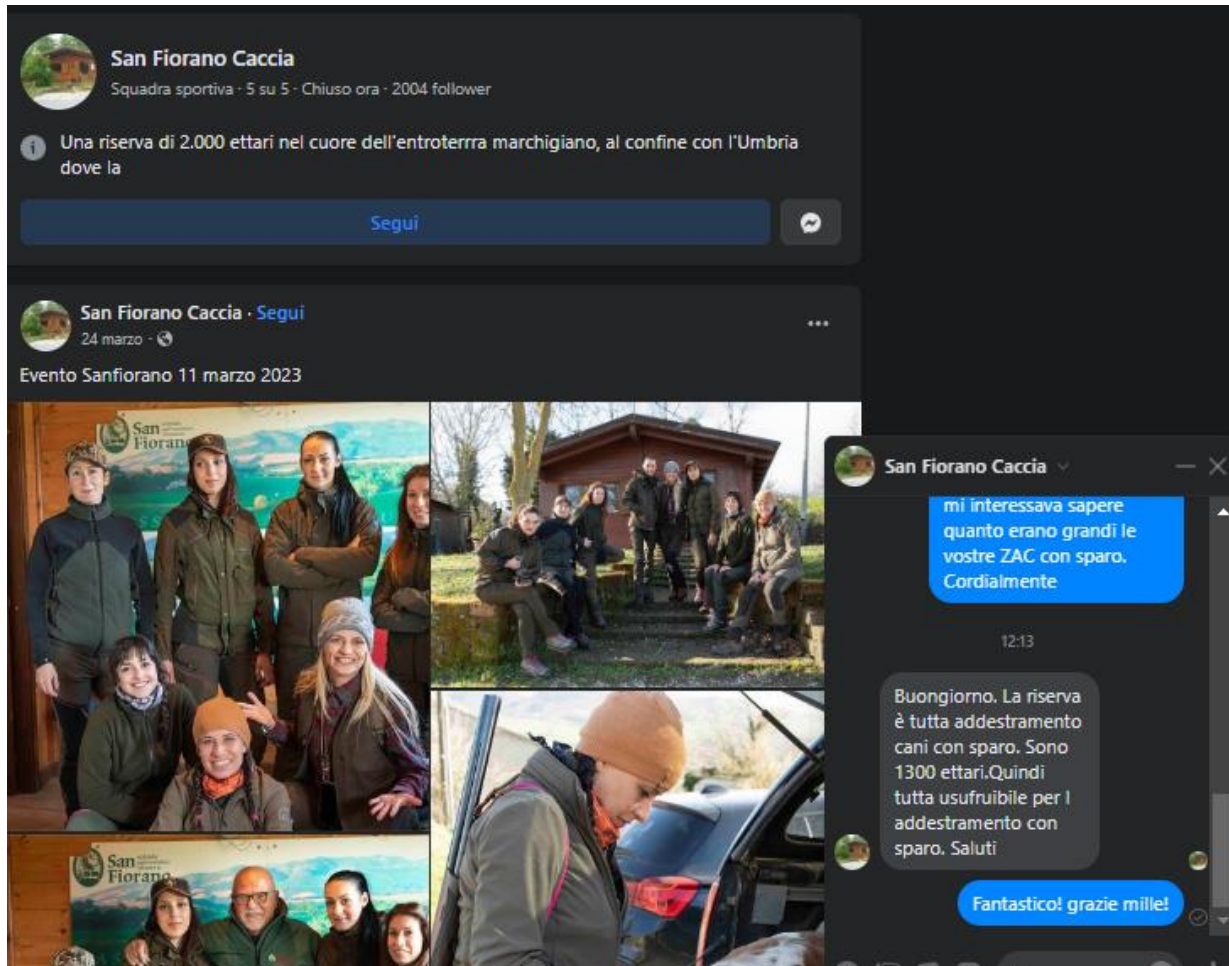 San Fiorano Caccia
Squadra sportiva · 5 su 5 · Chiuso ora · 2004 follower
Una riserva di 2.000 ettari nel cuore dell'entroterrra marchigiano, al confine con l'Umbria
dove la
Segui
San Fiorano Caccia · Segui
24 marzo ·
Evento Sanfiorano 11 marzo 2023
San
Fiorano
San
Fiorano
San Fiorano Caccia
mi interessava sapere
quanto erano grandi le
vostre ZAC con sparo.
Cordialmente
12:13
Buongiorno. La riserva
è tutta addestramento
cani con sparo. Sono
1300 ettari.Quindi
tutta usufruibile per l
addestramento con
sparo. Saluti
Fantastico! grazie mille!